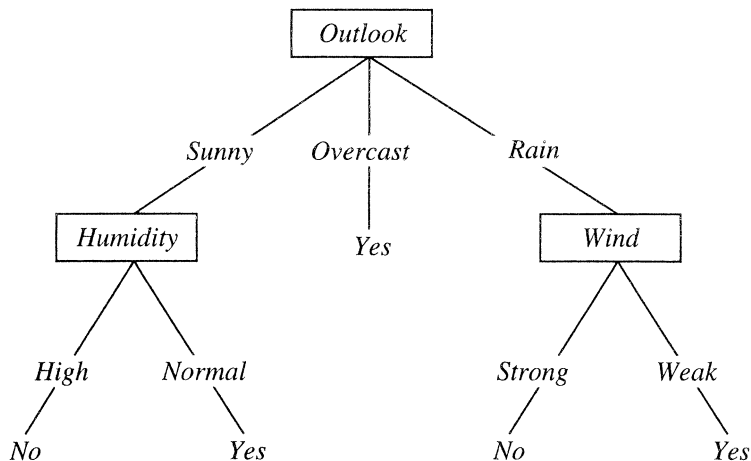 Outlook
Sunny Overcast Rain
Humidity Yes Wind
High Normal Strong Weak
No Yes No Yes